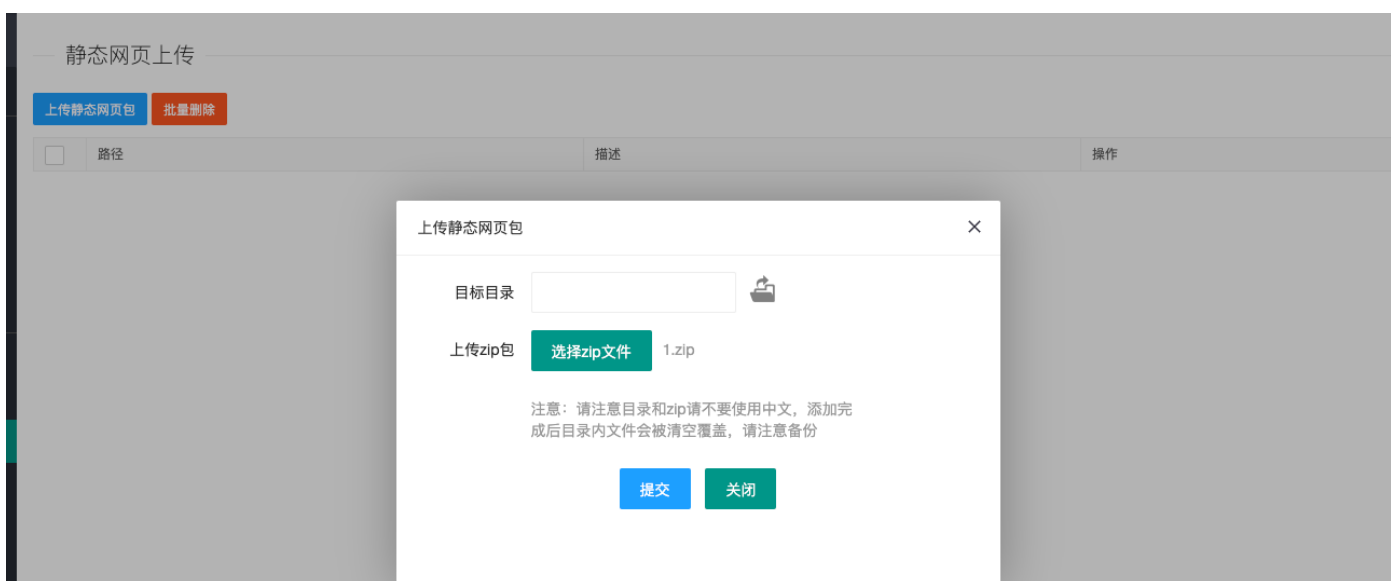 静态网页上传
上传静态网页包 批量删除
路径 描述 操作
上传静态网页包
目标目录
上传zip包 选择zip文件 1.zip
注意：请注意目录和zip请不要使用中文，添加完
成后目录内文件会被清空覆盖，请注意备份
提交 关闭